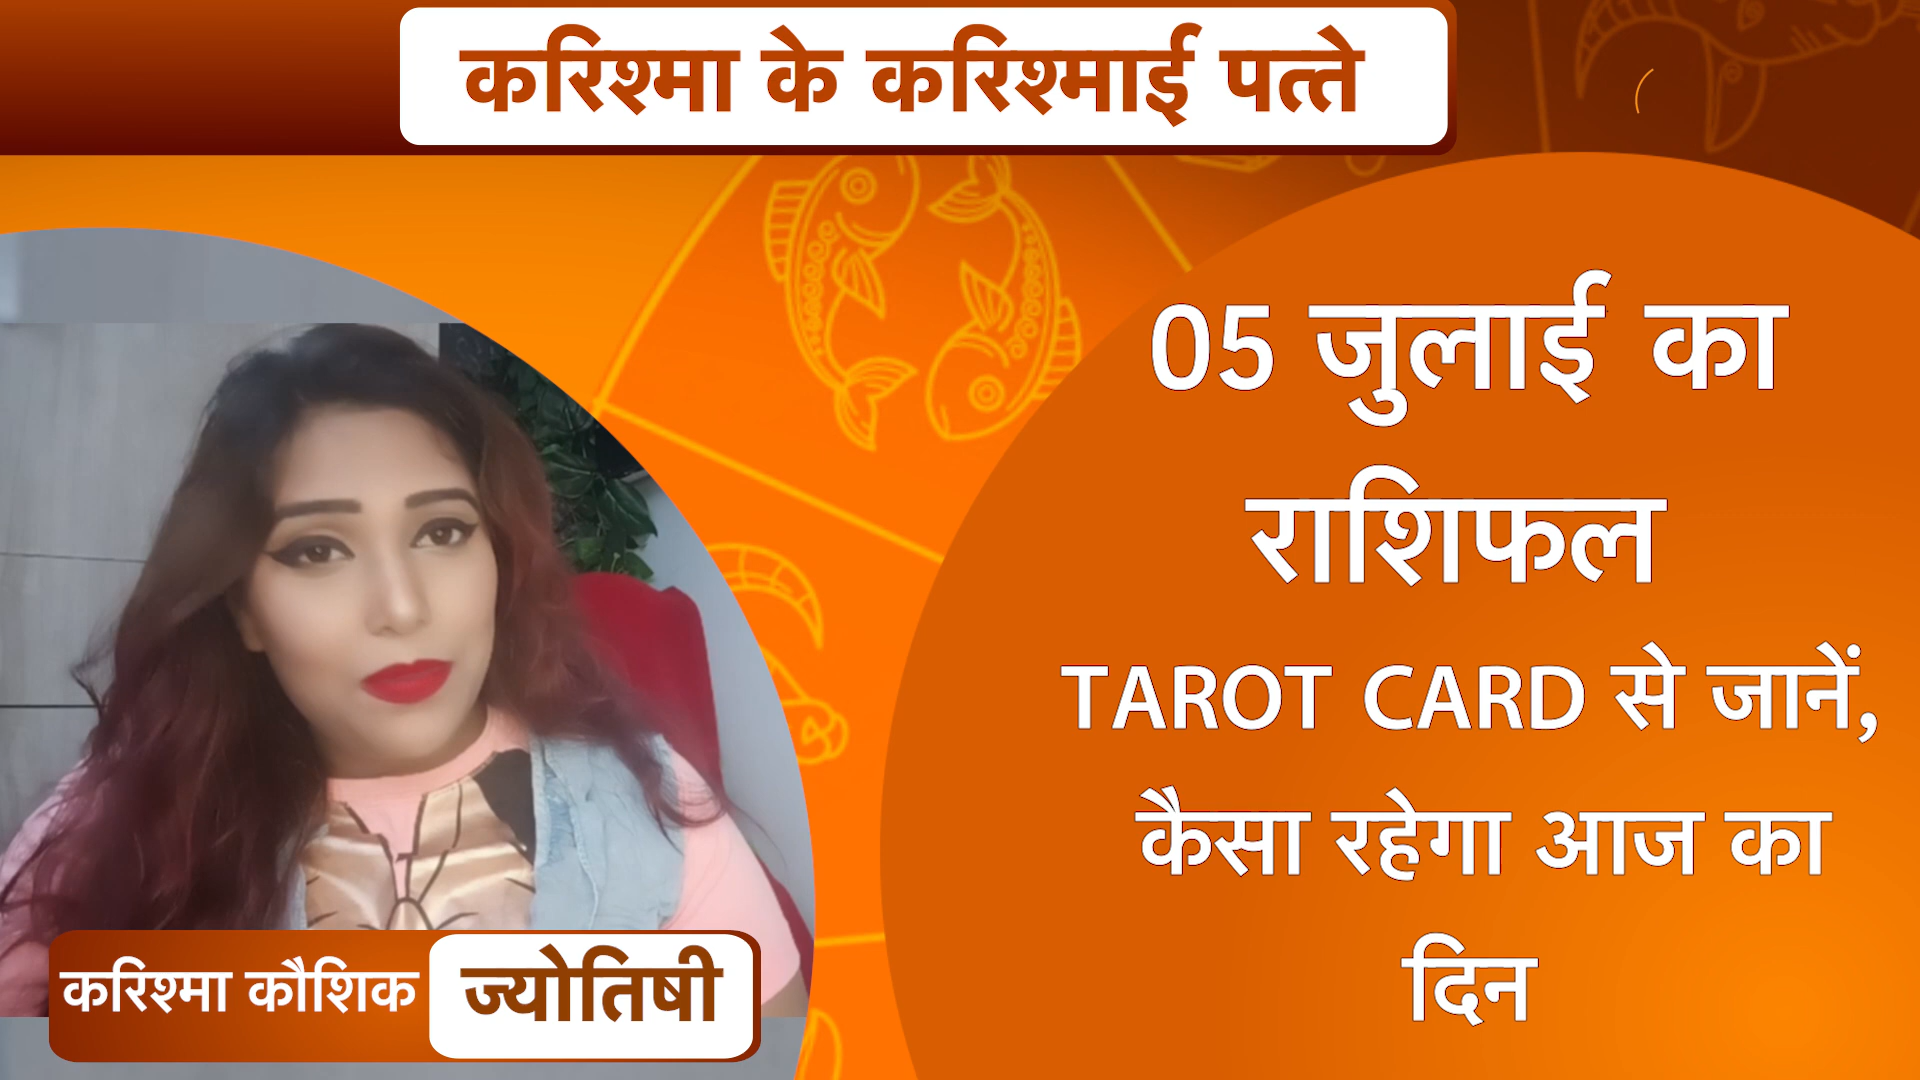 करिश्मा के करिश्माई पत्ते
05 जुलाई का
राशिफल
TAROT CARD से जानें,
कैसा रहेगा आज का
दिन
करिश्मा कौशिक
ज्योतिषी